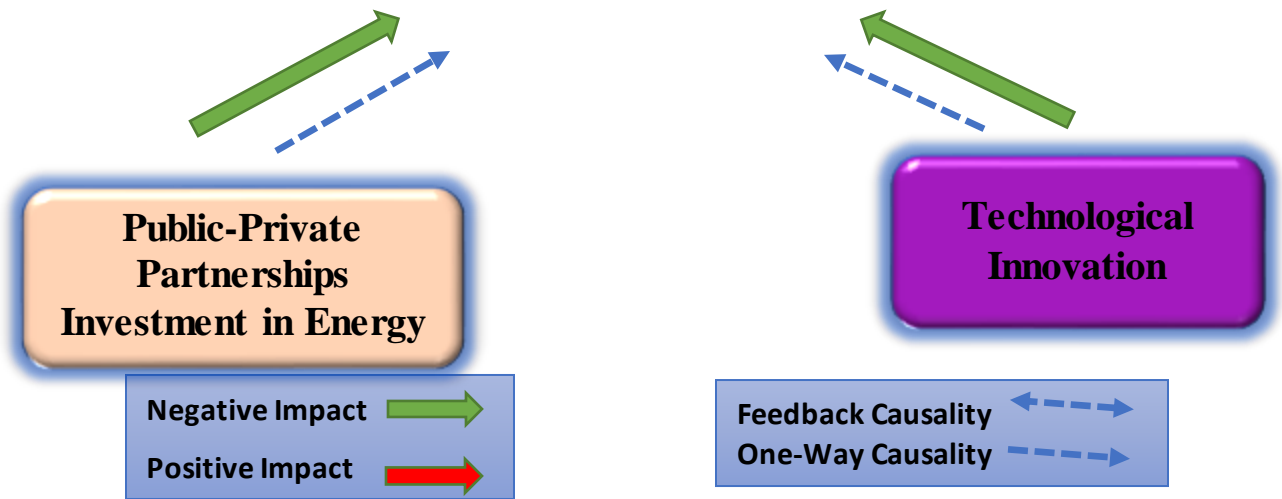 Public-Private
Partnerships
Investment in Energy
Technological
Innovation
Negative Impact
Positive Impact
Feedback Causality
One-Way Causality